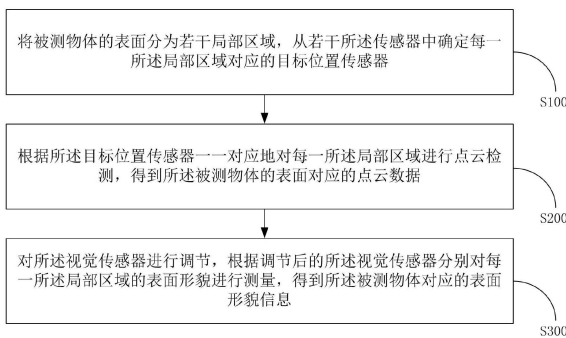 将被测物体的表面分为若干局部区域，从若干所述传感器中确定每一
所述局部区域对应的目标位置传感器
S100
根据所述目标位置传感器一一对应地对每一所述局部区域进行点云检
测，得到所述被测物体的表面对应的点云数据
S200
对所述视觉传感器进行调节，根据调节后的所述视觉传感器分别对每
一所述局部区域的表面形貌进行测量，得到所述被测物体对应的表面
形貌信息
S300